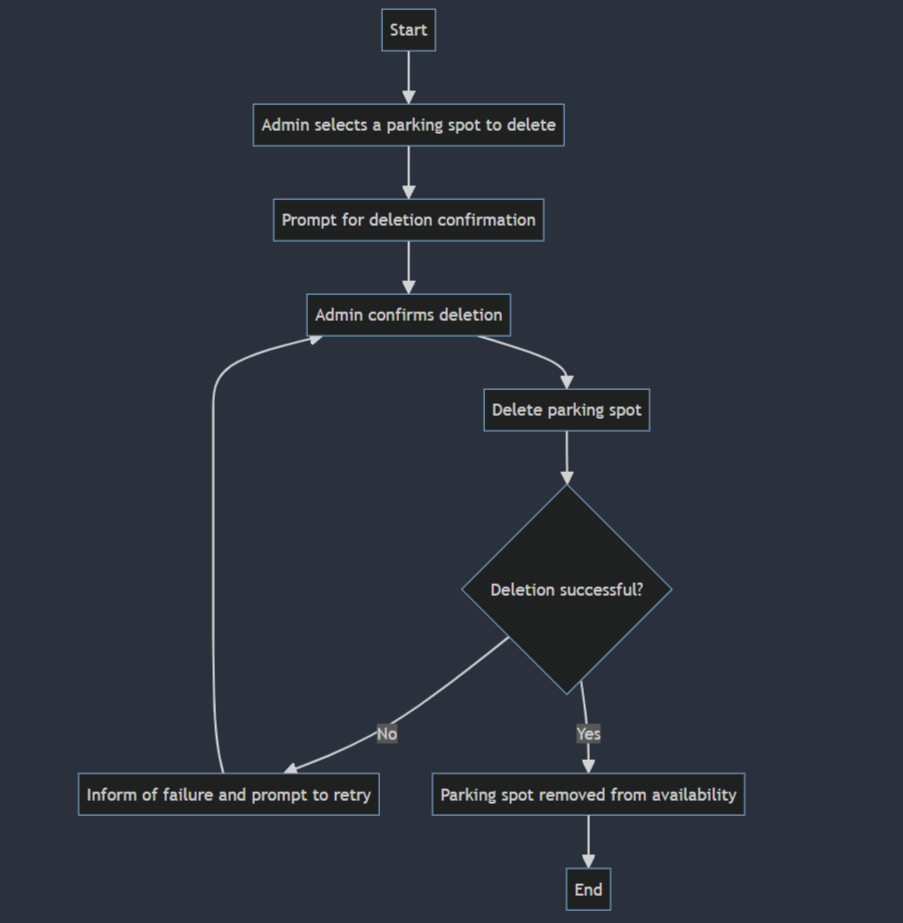 Start
Admin selects a parking spot to delete
Prompt for deletion confirmation
Admin confirms deletion
Delete parking spot
Deletion successful?
No
Yes
Inform of failure and prompt to retry
Parking spot removed from availability
End